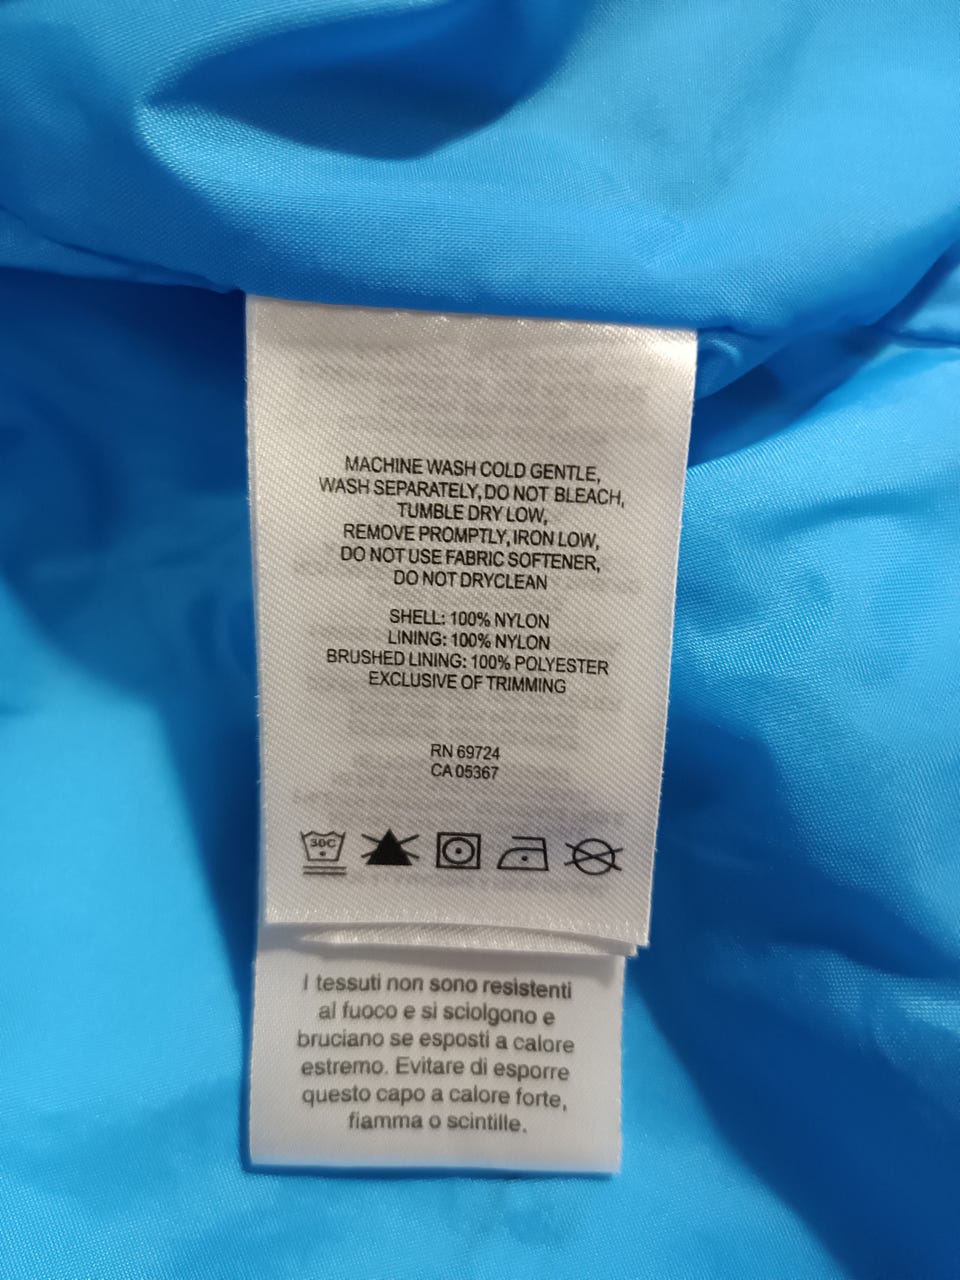 MACHINE WASH COLD GENTLE,
WASH SEPARATELY, DO NOT BLEACH,
TUMBLE DRY LOW,
REMOVE PROMPTLY, IRON LOW,
DO NOT USE FABRIC SOFTENER,
DO NOT DRYCLEAN
SHELL: 100% NYLON
LINING: 100% NYLON
BRUSHED LINING: 100% POLYESTER
EXCLUSIVE OF TRIMMING
RN 69724
CA 05367
30C
I tessuti non sono resistenti
al fuoco e si sciolgono e
bruciano se esposti a calore
estremo. Evitare di esporre
questo capo a calore forte,
fiamma o scintille.